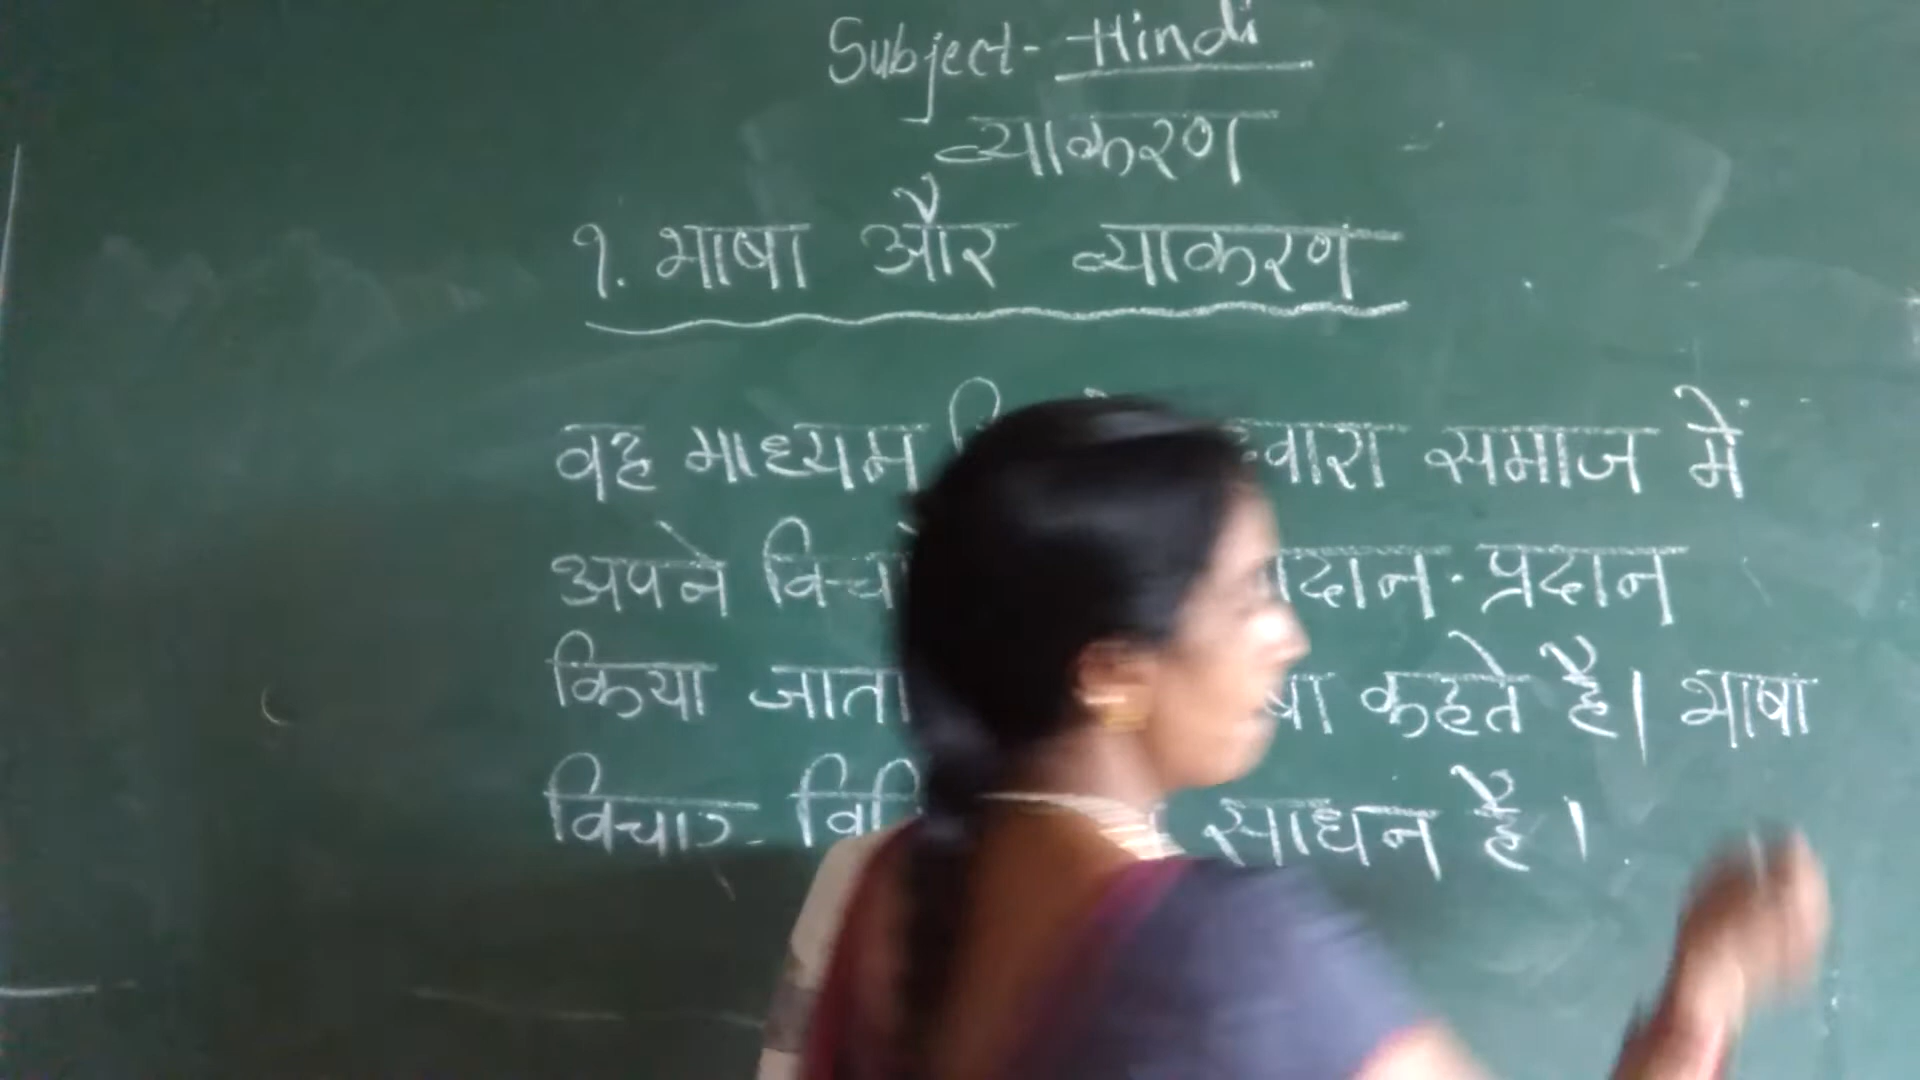 Subject- Hindi
व्याकरण
१. भाषा और व्याकरण
वह माध्यम समाज में
अपने प्रदान
किया जाता कहते है। भाषा
विचार- साधन है।